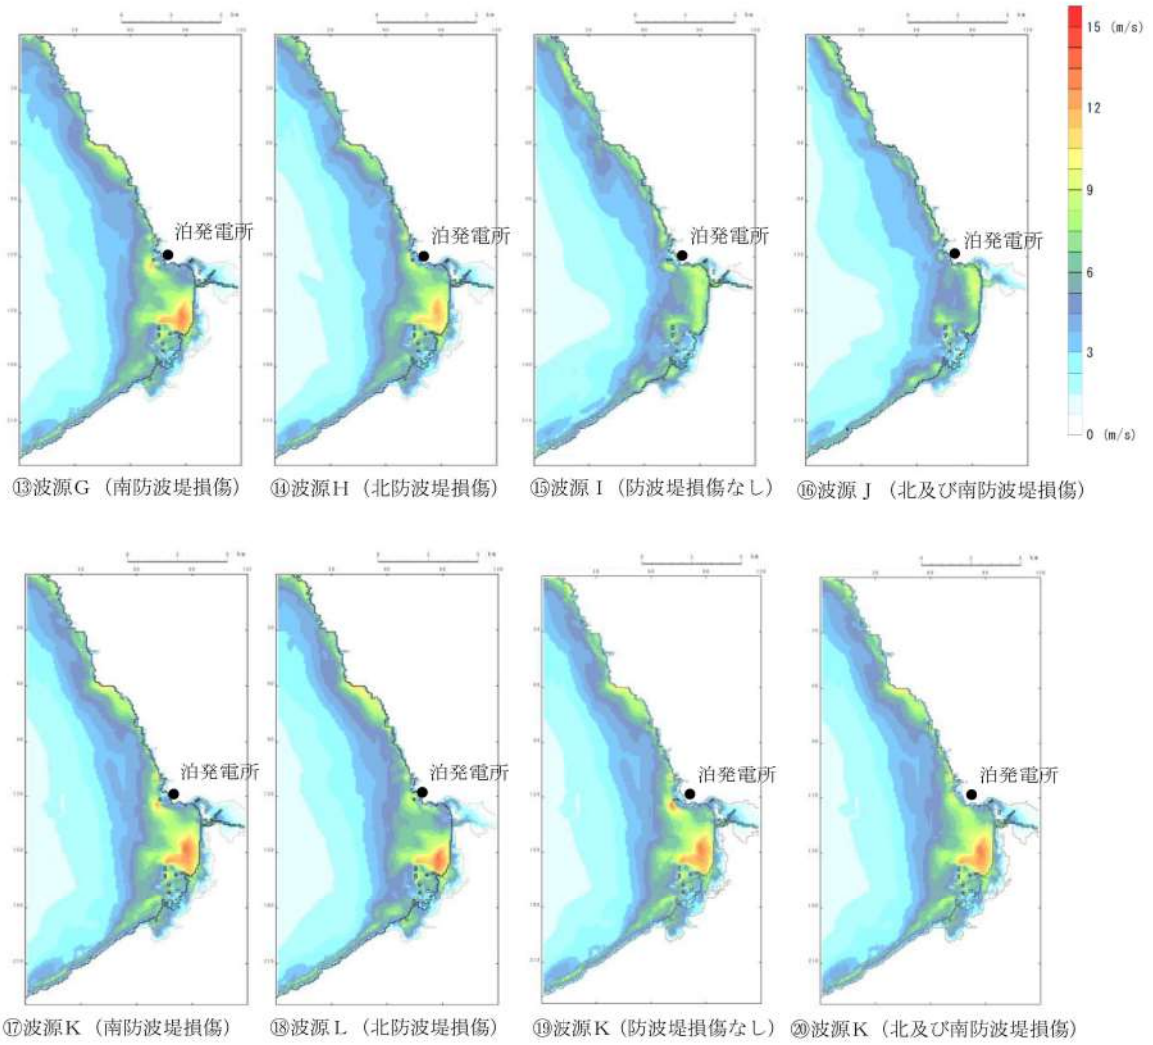 15 (m/s)
12
9
6
3
0 (m/s)
泊発電所
泊発電所
泊発電所
泊発電所
⑬波源G（南防波堤損傷）
⑭波源H（北防波堤損傷）
⑮波源I（防波堤損傷なし）
⑯波源J（北及び南防波堤損傷）
泊発電所
泊発電所
泊発電所
泊発電所
⑰波源K（南防波堤損傷）
⑱波源L（北防波堤損傷）
⑲波源K（防波堤損傷なし）
⑳波源K（北及び南防波堤損傷）